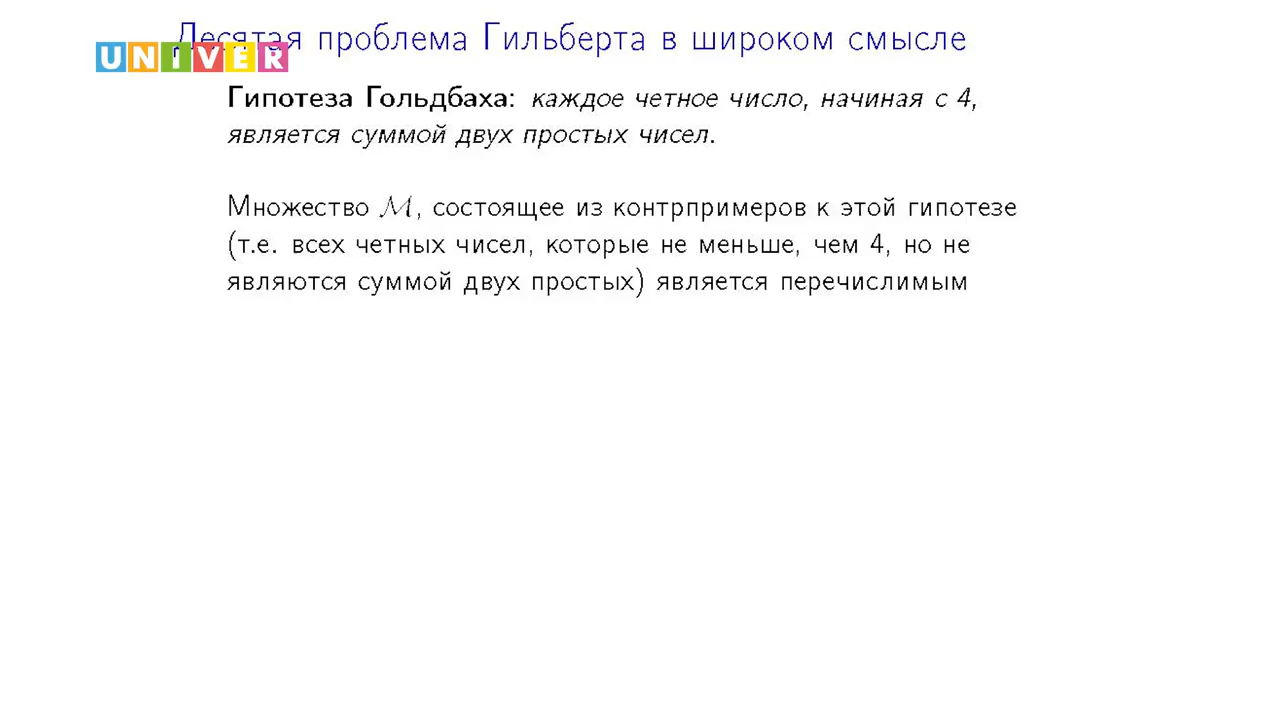 Десятая проблема Гильберта в широком смысле
UNIVER
Гипотеза Гольдбаха: каждое четное число, начиная с 4,
является суммой двух простых чисел.
Множество ℳ, состоящее из контрпримеров к этой гипотезе
(т.е. всех четных чисел, которые не меньше, чем 4, но не
являются суммой двух простых) является перечислимым